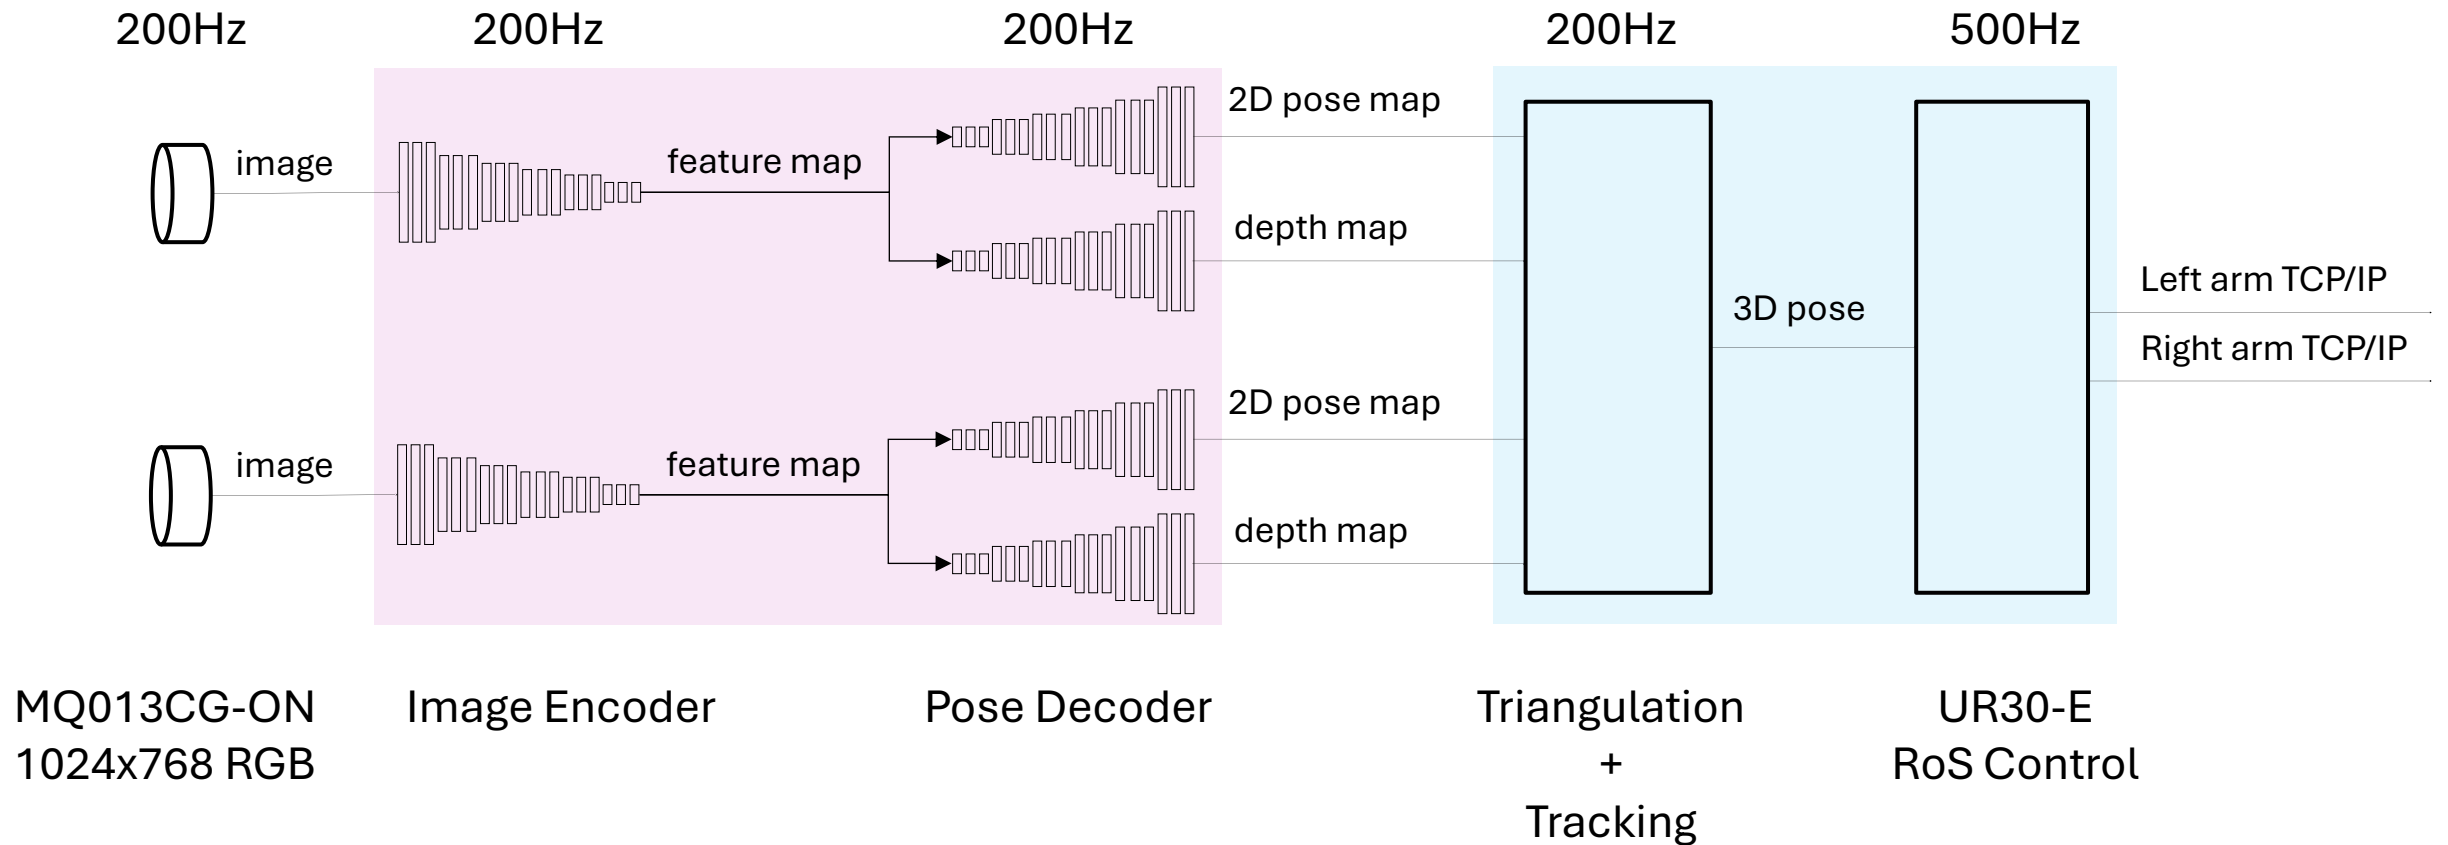 200Hz
200Hz
200Hz
200Hz
500Hz
image
feature map
2D pose map
depth map
image
feature map
2D pose map
depth map
3D pose
Left arm TCP/IP
Right arm TCP/IP
MQ013CG-ON
1024x768 RGB
Image Encoder
Pose Decoder
Triangulation
+
Tracking
UR30-E
RoS Control